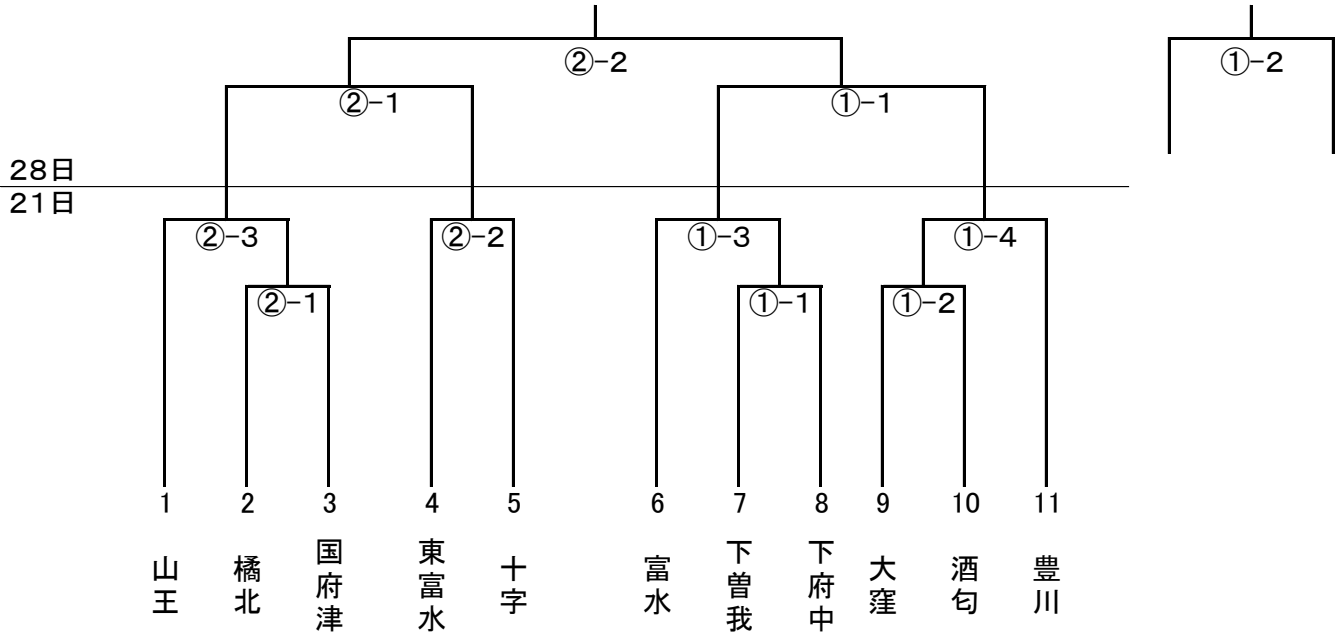 ②-2
①-2
②-1
①-1
28日
21日
②-3
②-2
①-3
①-4
②-1
①-1
①-2
1
2
3
4
5
6
7
8
9
10
11
山王
橘北
国府津
東富水
十字
富水
下曽我
下府中
大窪
酒匂
豊川